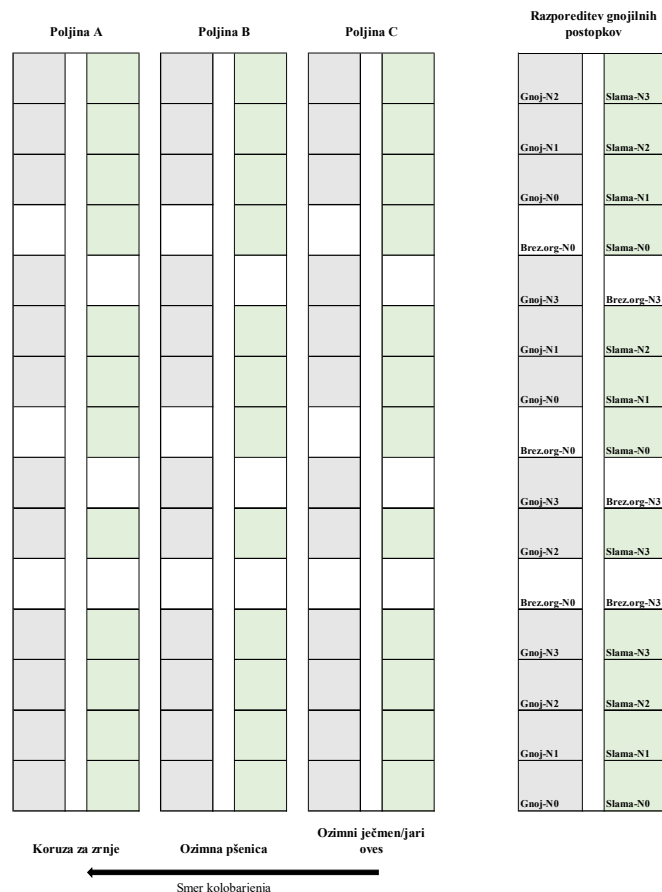 Poljina A
Poljina B
Poljina C
Razporeditev gnojilnih
postopkov
Gnoj-N2
Slama-N3
Gnoj-N1
Slama-N2
Gnoj-N0
Slama-N1
Brez.org-N0
Slama-N0
Gnoj-N3
Brez.org-N3
Gnoj-N1
Slama-N2
Gnoj-N0
Slama-N1
Brez.org-N0
Slama-N0
Gnoj-N3
Brez.org-N3
Gnoj-N2
Slama-N3
Brez.org-N0
Brez.org-N3
Gnoj-N3
Slama-N3
Gnoj-N2
Slama-N2
Gnoj-N1
Slama-N1
Gnoj-N0
Slama-N0
Koruza za zrnje
Ozimna pšenica
Ozimni ječmen/jari
oves
Smer kolobarjenja